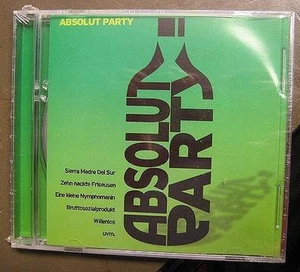 ABSOLUT PARTY
ABSOLUT
PARTY
Sierra Madre Del Sur
Zehn nackte Friseusen
Eine kleine Nymphomanin
Bruttosozialprodukt
Willenlos
uvm.